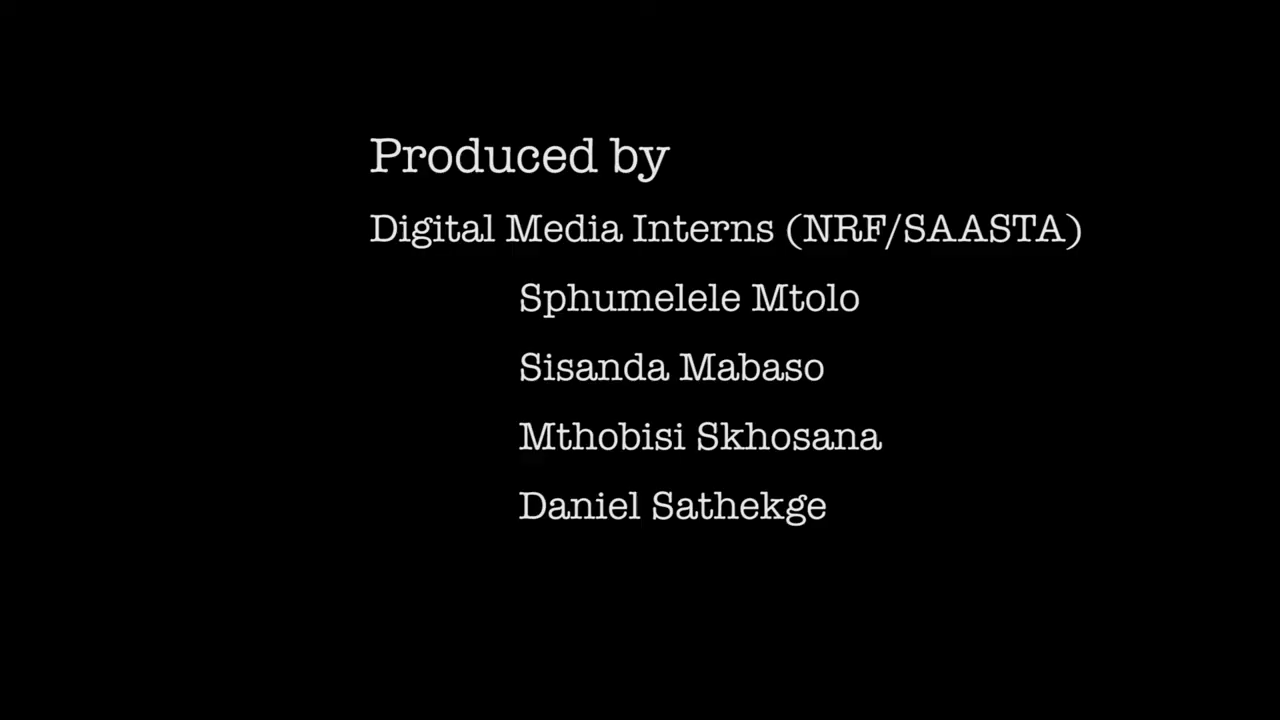 Produced by
Digital Media Interns (NRF/SAASTA)
Sphumelele Mtolo
Sisanda Mabaso
Mthobisi Skhosana
Daniel Sathekge